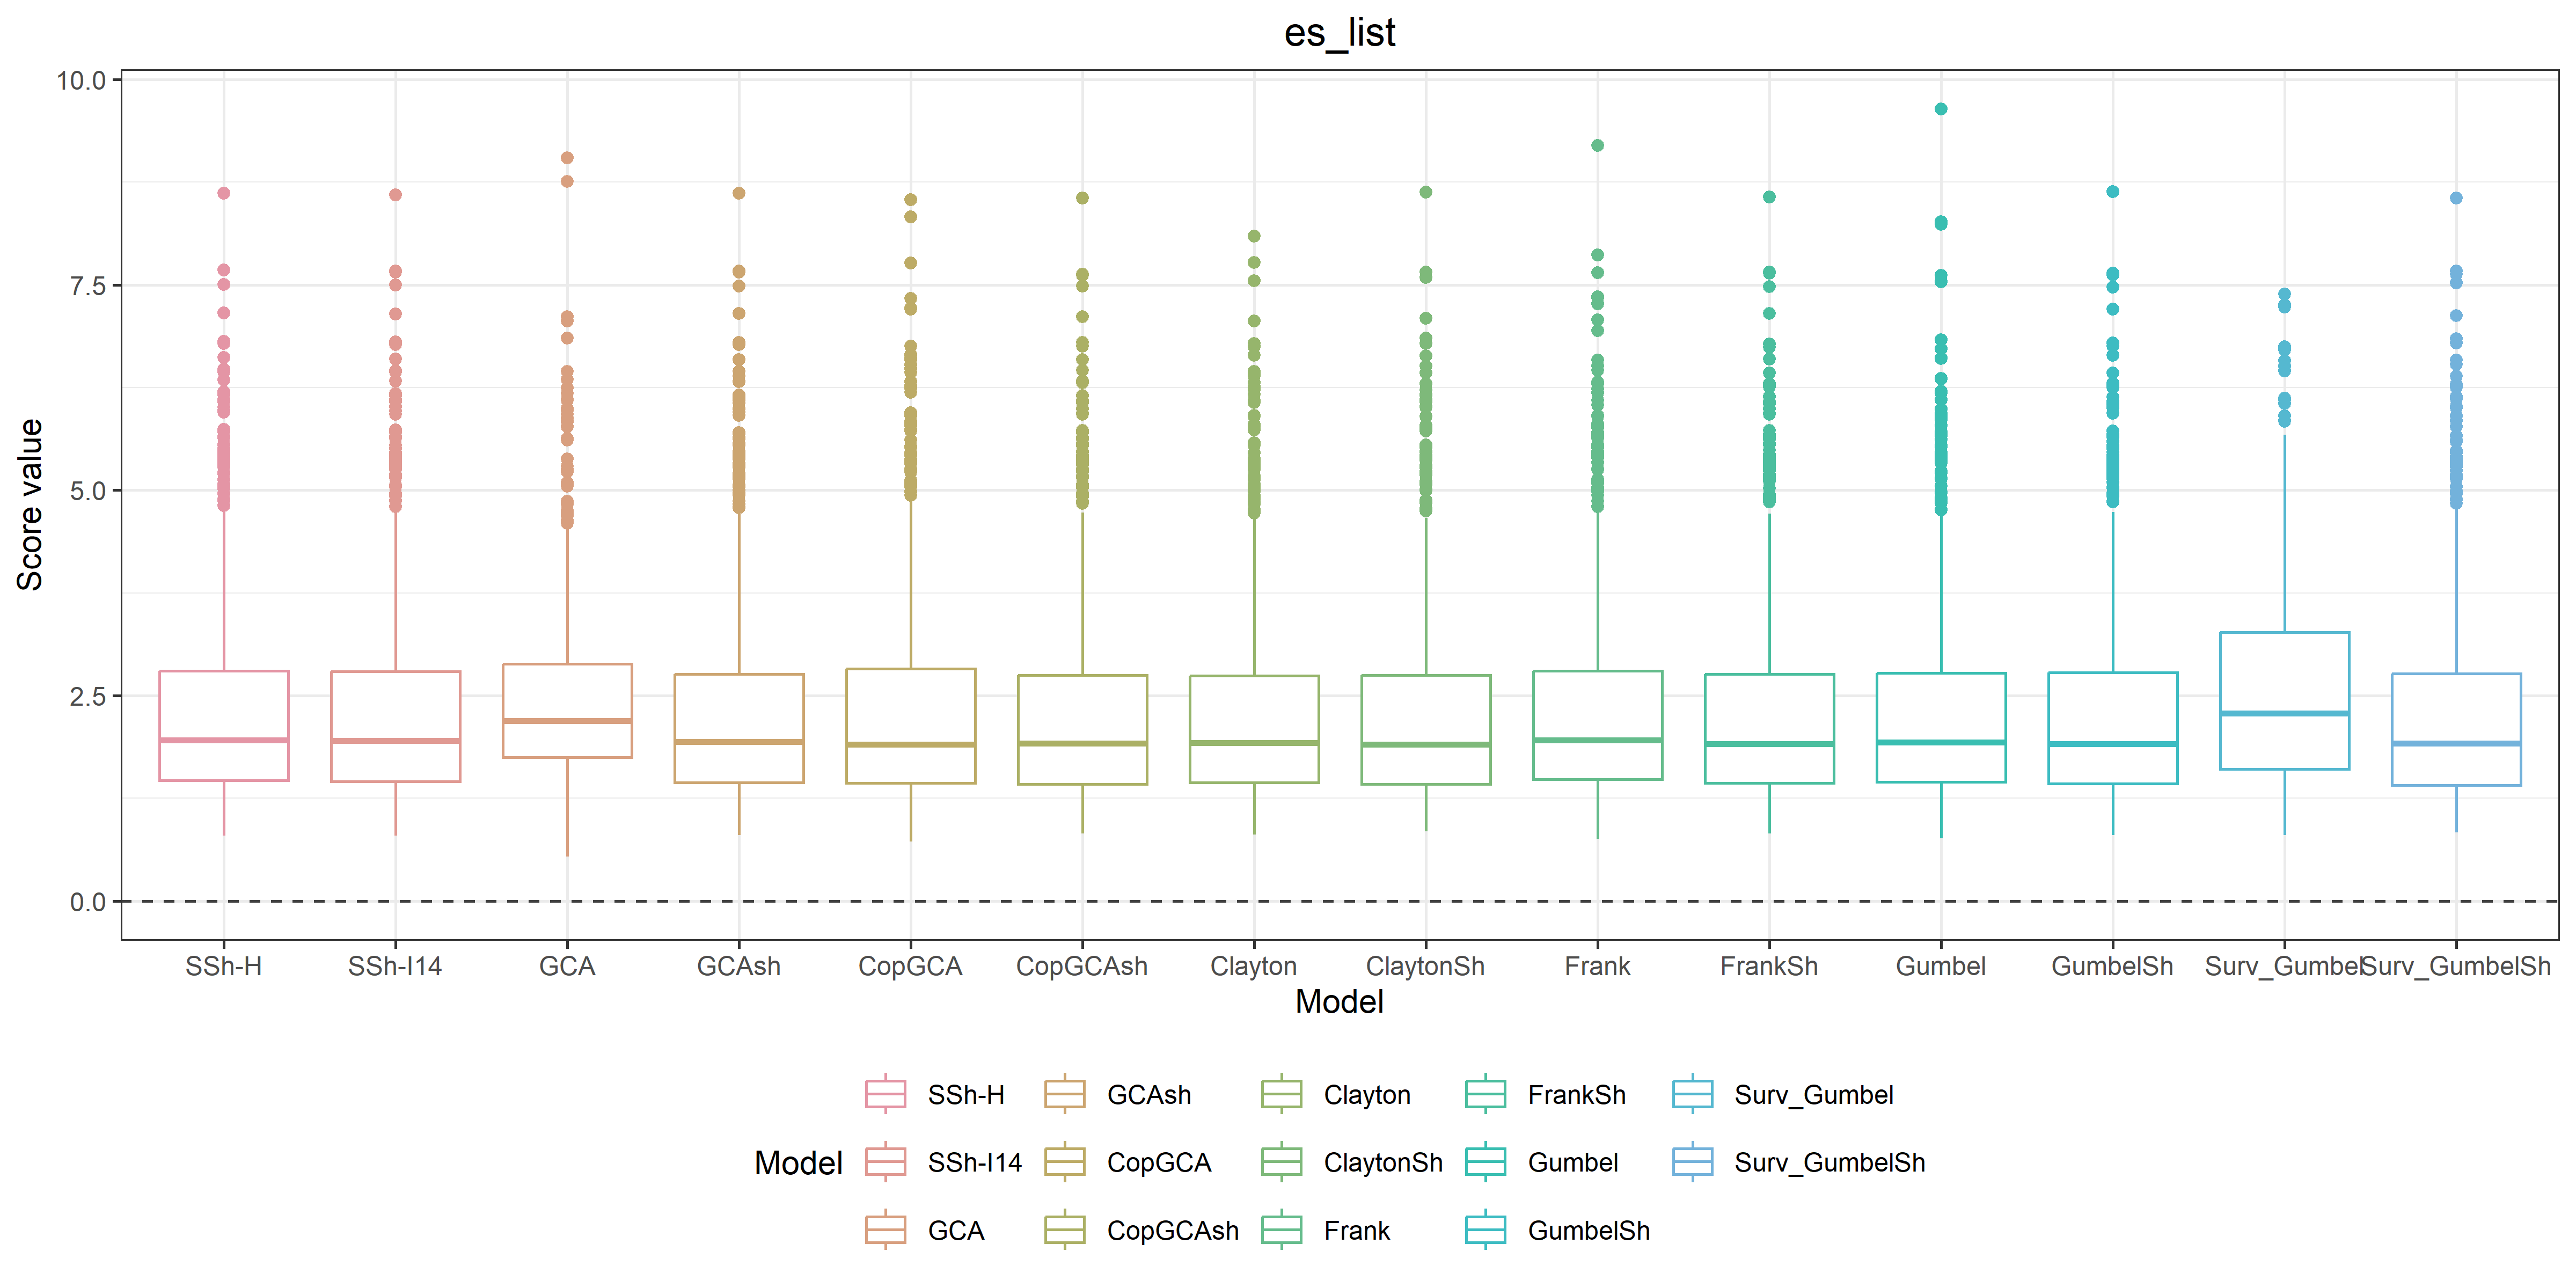 es_list
10.0
7.5
5.0
2.5
0.0
Score value
SSh-H SSh-I14 GCA GCAsh CopGCA CopGCAsh Clayton ClaytonSh Frank FrankSh Gumbel GumbelSh Surv_Gumbel Surv_GumbelSh
Model
SSh-H GCAsh Clayton FrankSh Surv_Gumbel
Model SSh-I14 CopGCA ClaytonSh Gumbel Surv_GumbelSh
GCA CopGCAsh Frank GumbelSh